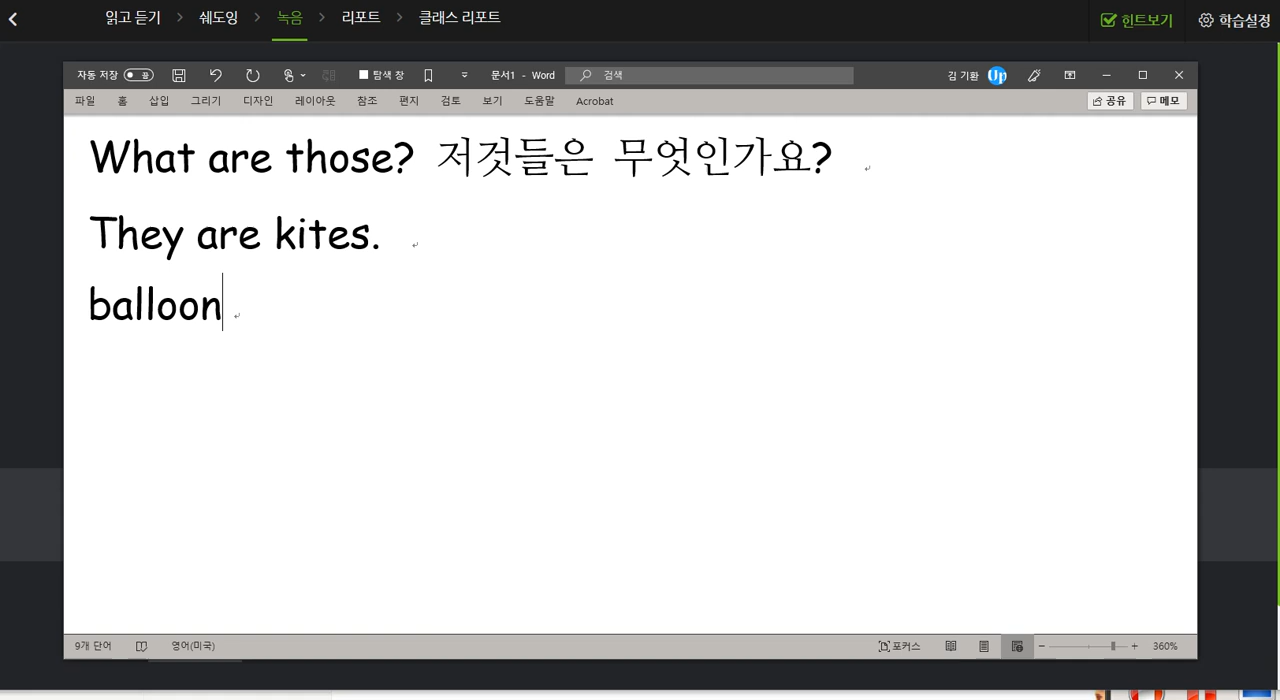 읽고 듣기 > 쉐도잉 > 녹음 > 리포트 > 클래스 리포트 힌트보기 학습설정
자동 저장 끔 탐색 창 문서1 - Word 검색 김 기환 Up
파일 홈 삽입 그리기 디자인 레이아웃 참조 편지 검토 보기 도움말 Acrobat 공유 메모
What are those? 저것들은 무엇인가요?
They are kites.
balloon
9개 단어 영어(미국) 포커스 360%